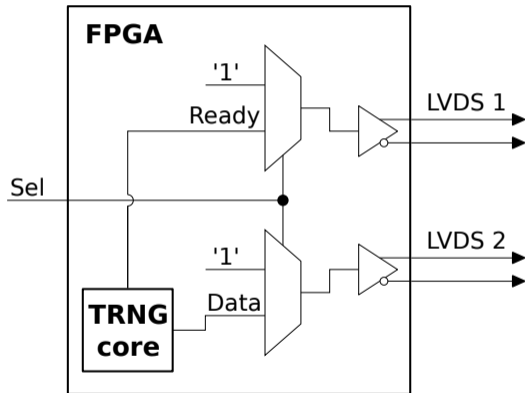 FPGA
'1'
Ready
LVDS 1
Sel
'1'
LVDS 2
Data
TRNG
core